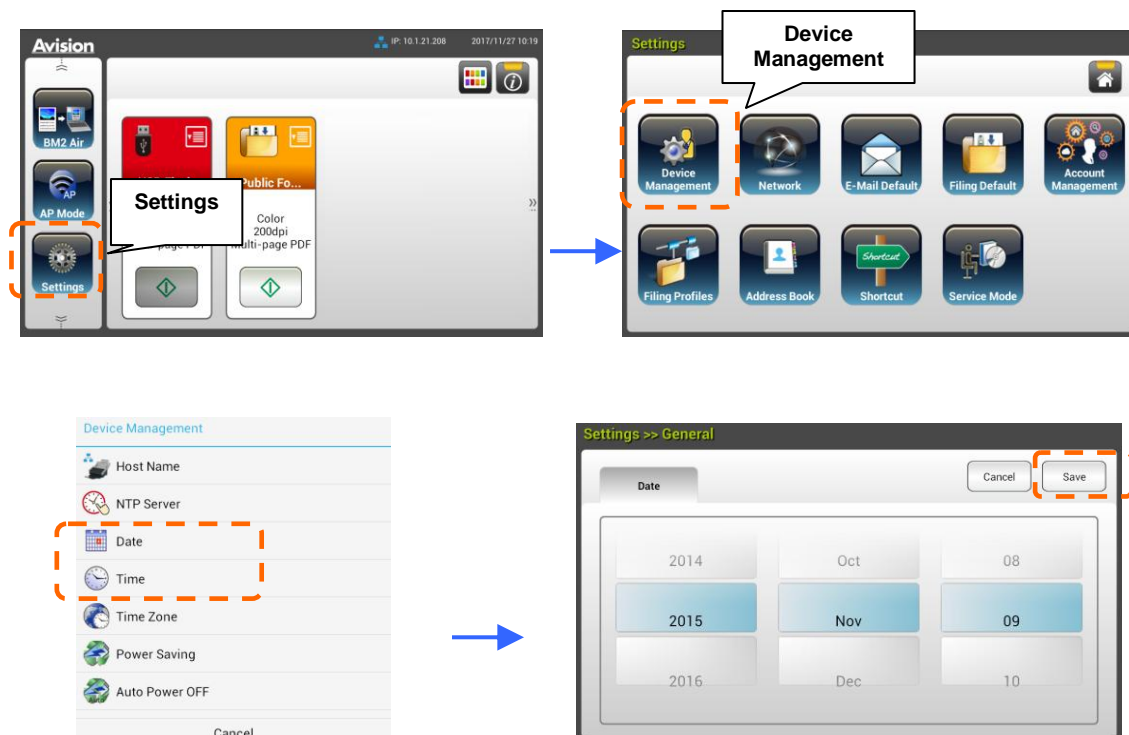 Avision
IP: 10.1.21.208 2017/11/27 10:19
BM2 Air
AP
AP Mode
Settings
Settings
Public Fo...
Color
200dpi
Multi-page PDF
Settings
Device
Management
Device
Management
Network
E-Mail Default
Filing Default
Account
Management
Filing Profiles
Address Book
Shortcut
Shortcut
Service Mode
Device Management
Host Name
NTP Server
Date
Time
Time Zone
Power Saving
Auto Power OFF
Cancel
Settings >> General
Date
Cancel
Save
2014 Oct 08
2015 Nov 09
2016 Dec 10